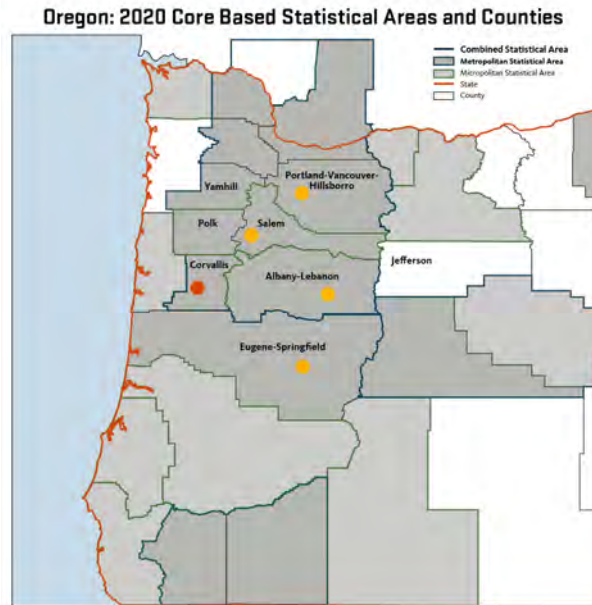 Oregon: 2020 Core Based Statistical Areas and Counties
Combined Statistical Area
Metropolitan Statistical Area
Micropolitan Statistical Area
State
County
Portland-Vancouver-
Hillsborro
Yamhill
Polk
Salem
Corvallis
Albany-Lebanon
Jefferson
Eugene-Springfield